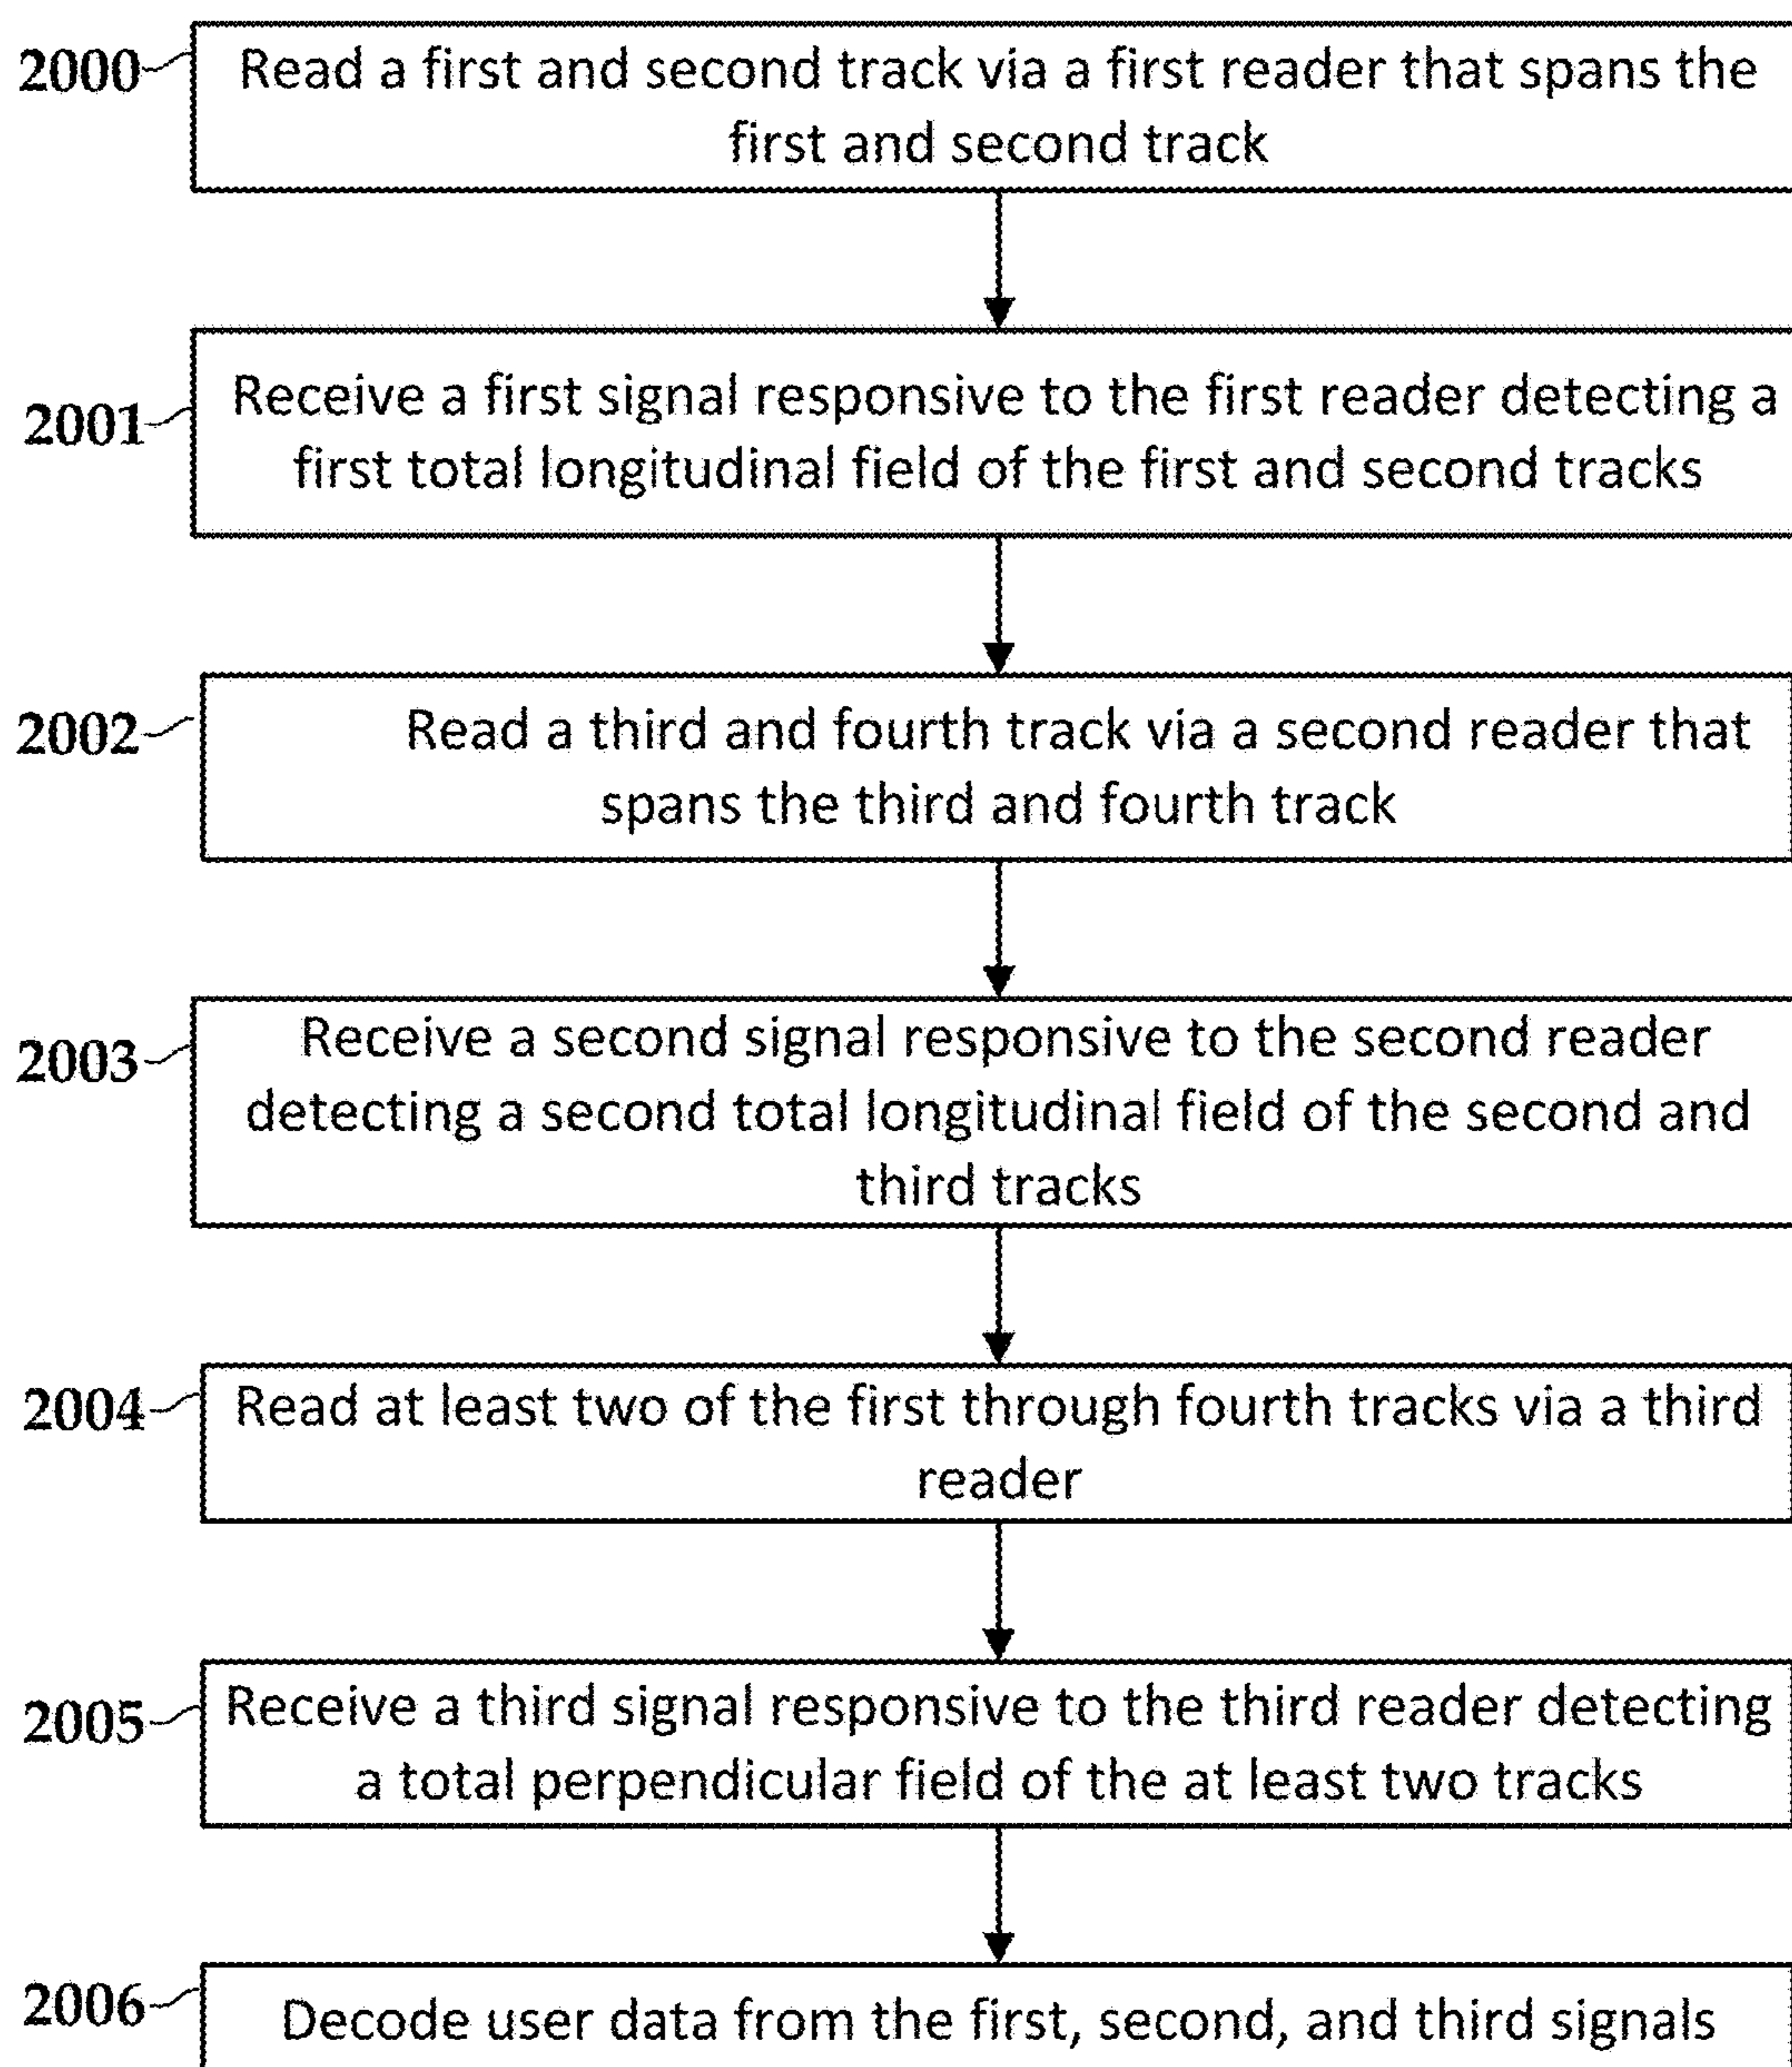 2000
Read a first and second track via a first reader that spans the
first and second track
2001
Receive a first signal responsive to the first reader detecting a
first total longitudinal field of the first and second tracks
2002
Read a third and fourth track via a second reader that
spans the third and fourth track
2003
Receive a second signal responsive to the second reader
detecting a second total longitudinal field of the second and
third tracks
2004
Read at least two of the first through fourth tracks via a third
reader
2005
Receive a third signal responsive to the third reader detecting
a total perpendicular field of the at least two tracks
2006
Decode user data from the first, second, and third signals